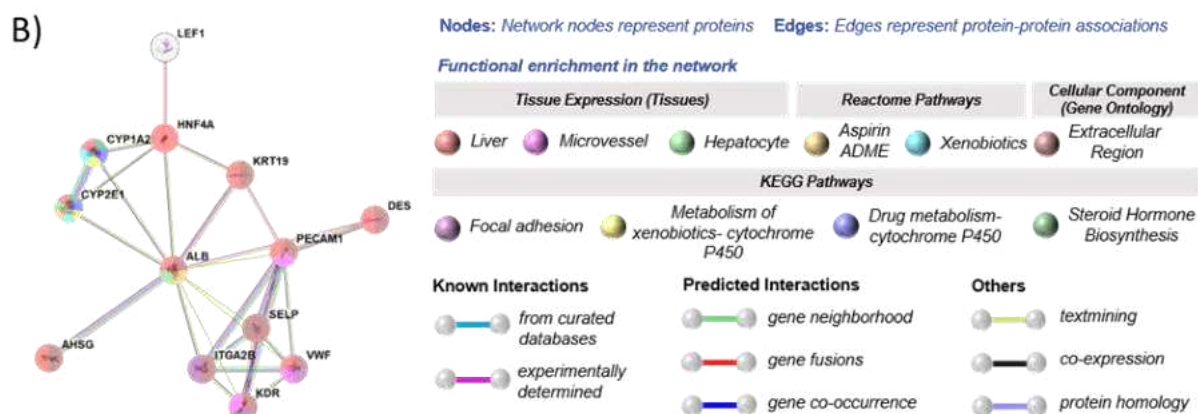 B)
LEF1
HNF4A
CYP1A2
CYP2E1
KRT19
DES
PECAM1
ALB
SELP
AHSG
ITGA2B
VWF
KDR
Nodes: Network nodes represent proteins Edges: Edges represent protein-protein associations
Functional enrichment in the network
Tissue Expression (Tissues)
Reactome Pathways
Cellular Component
(Gene Ontology)
Liver
Microvessel
Hepatocyte
Aspirin
ADME
Xenobiotics
Extracellular
Region
KEGG Pathways
Focal adhesion
Metabolism of
xenobiotics- cytochrome
P450
Drug metabolism-
cytochrome P450
Steroid Hormone
Biosynthesis
Known Interactions
from curated
databases
experimentally
determined
Predicted Interactions
gene neighborhood
gene fusions
gene co-occurrence
Others
textmining
co-expression
protein homology